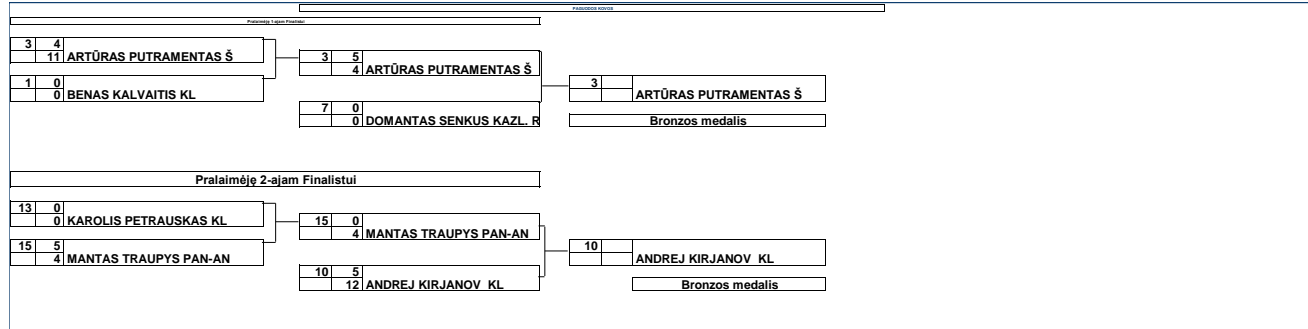 PAGUODOS KOVOS
Pralaimėję 1-ajam Finalistui
3 4
11 ARTŪRAS PUTRAMENTAS Š
1 0
0 BENAS KALVAITIS KL
3 5
4 ARTŪRAS PUTRAMENTAS Š
7 0
0 DOMANTAS SENKUS KAZL. R
3
ARTŪRAS PUTRAMENTAS Š
Bronzos medalis
Pralaimėję 2-ajam Finalistui
13 0
0 KAROLIS PETRAUSKAS KL
15 5
4 MANTAS TRAUPYS PAN-AN
15 0
4 MANTAS TRAUPYS PAN-AN
10 5
12 ANDREJ KIRJANOV KL
10
ANDREJ KIRJANOV KL
Bronzos medalis